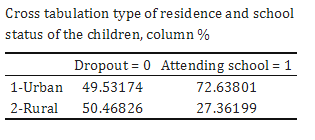 Cross tabulation type of residence and school
status of the children, column %
Dropout = 0 Attending school = 1
1-Urban 49.53174 72.63801
2-Rural 50.46826 27.36199